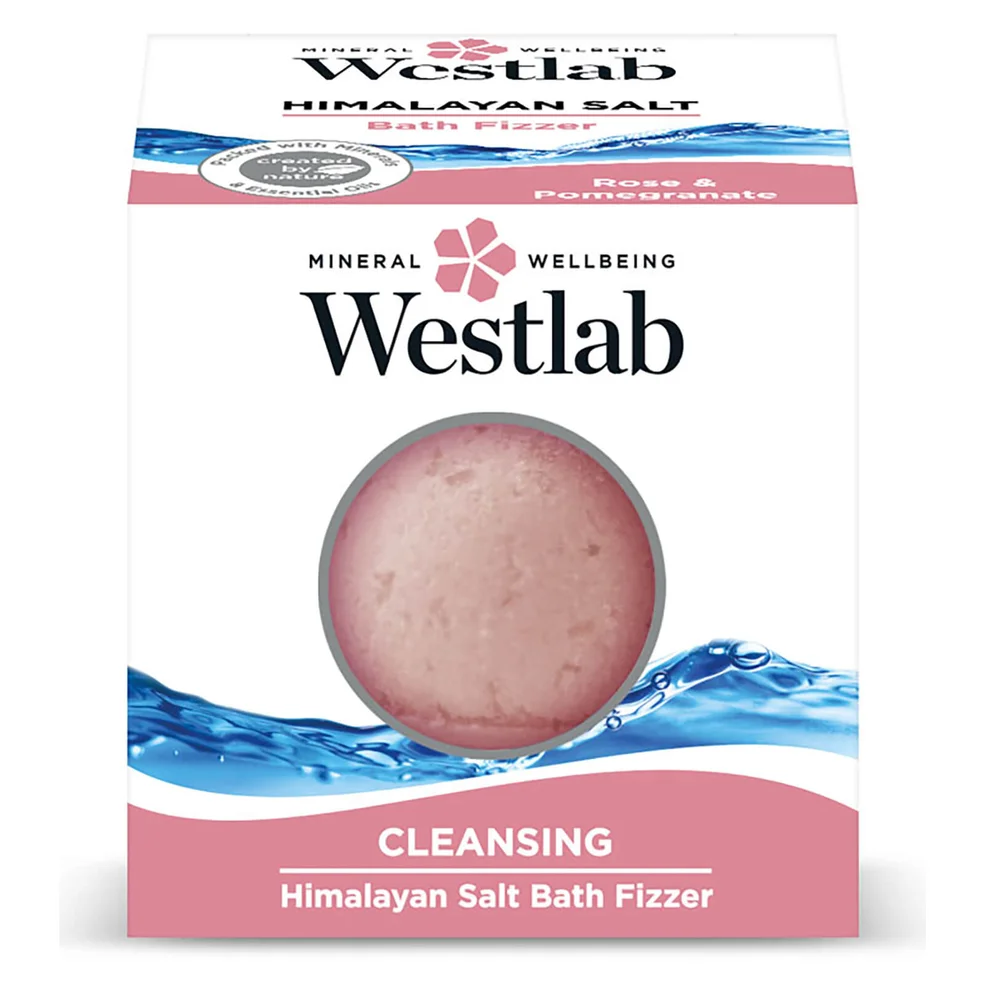 MINERAL WELLBEING
Westlab
HIMALAYAN SALT
Bath Fizzer
Packed with Minerals
& Essential Oils
created
by
nature
Rose &
Pomegranate
MINERAL WELLBEING
Westlab
CLEANSING
Himalayan Salt Bath Fizzer